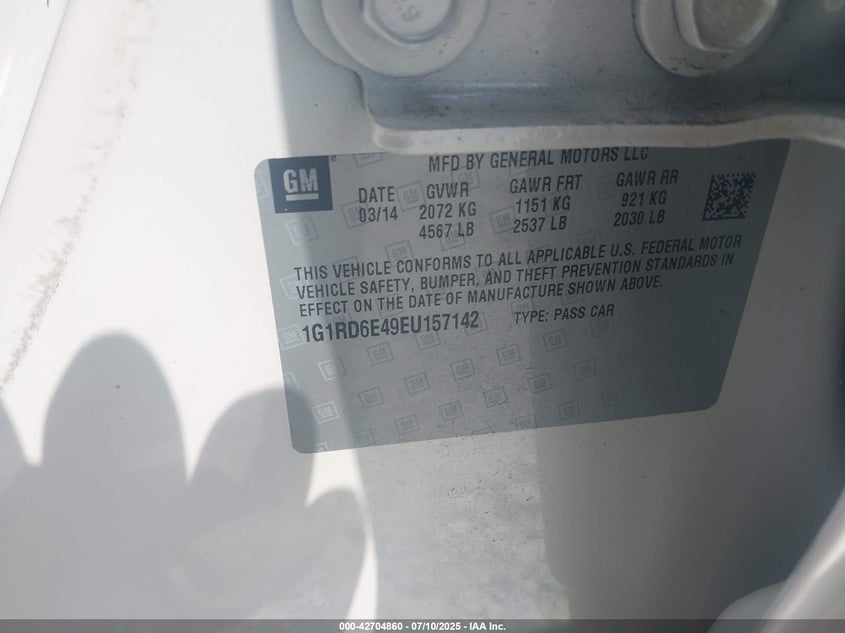 GM
MFD BY GENERAL MOTORS LLC
DATE GVWR GAWR FRT GAWR RR
03/14 2072 KG 1151 KG 921 KG
4567 LB 2537 LB 2030 LB
THIS VEHICLE CONFORMS TO ALL APPLICABLE U.S. FEDERAL MOTOR
VEHICLE SAFETY, BUMPER, AND THEFT PREVENTION STANDARDS IN
EFFECT ON THE DATE OF MANUFACTURE SHOWN ABOVE.
1G1RD6E49EU157142 TYPE: PASS CAR
000-42704860 - 07/10/2025 - IAA Inc.